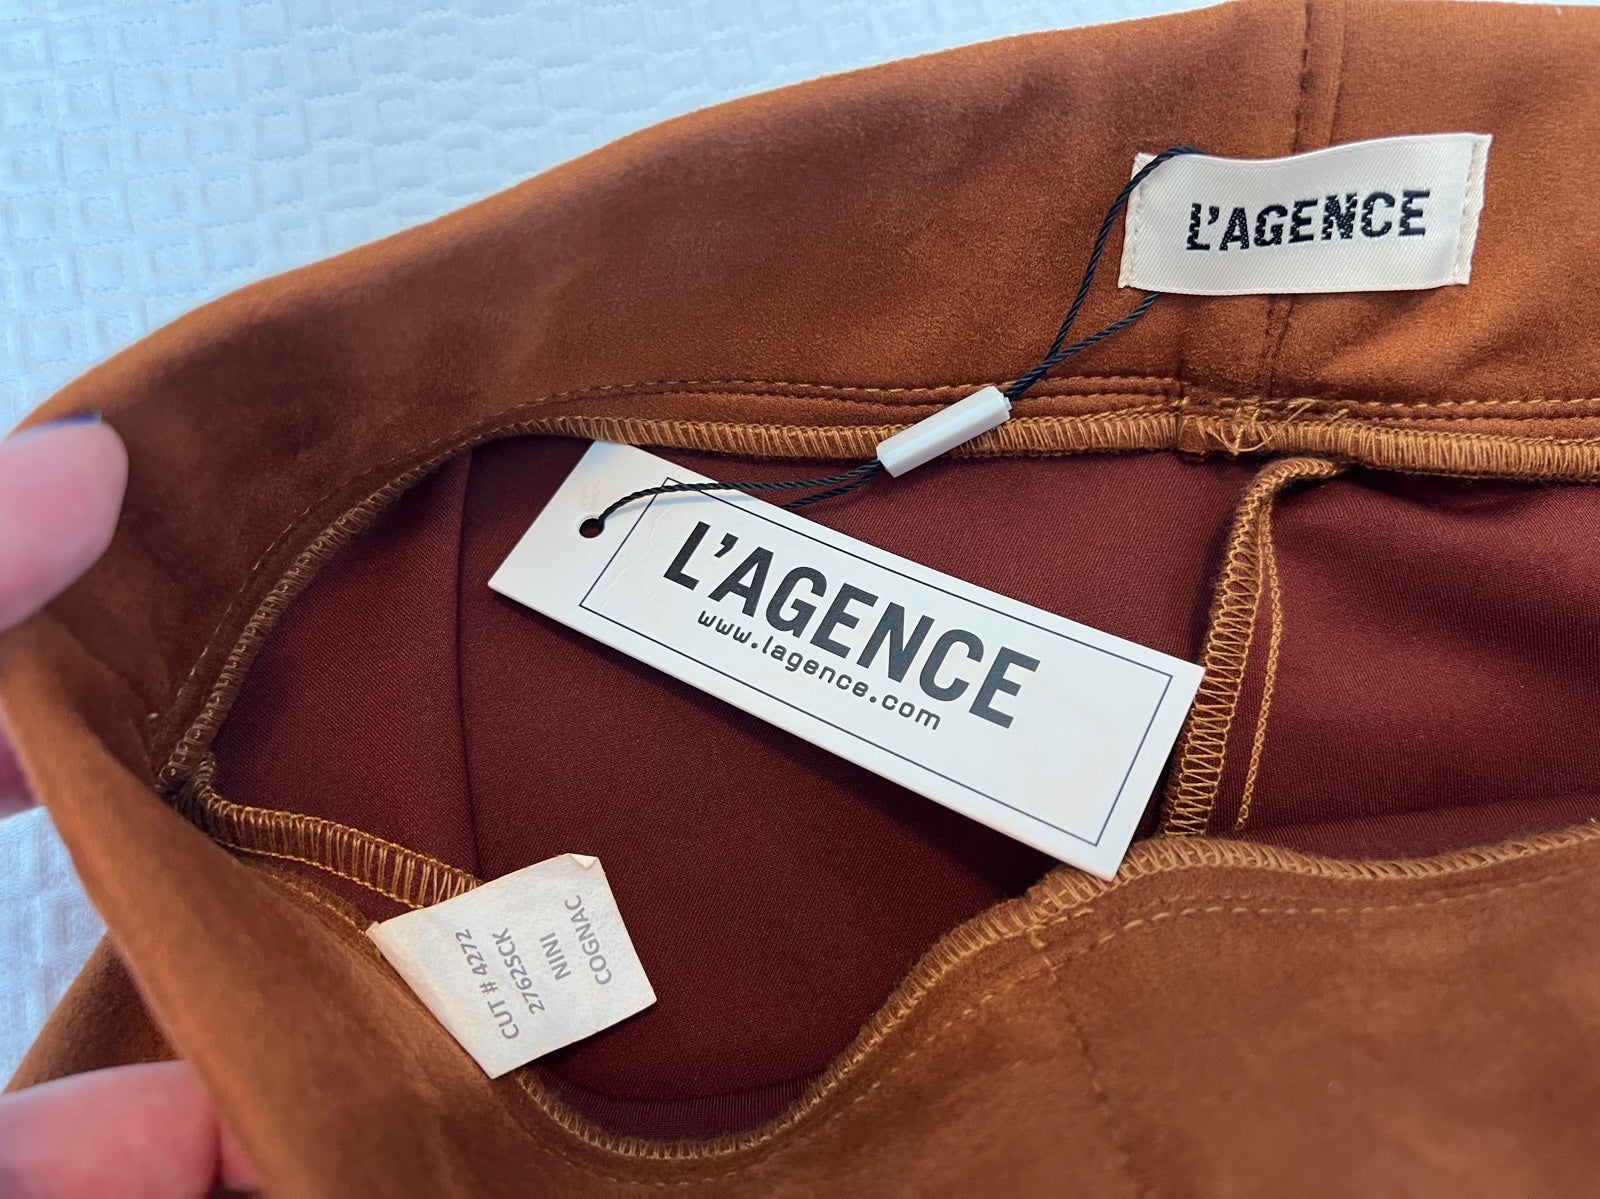 L'AGENCE
L'AGENCE
www.lagence.com
CUT # 4272
2762SCK
NINI
COGNAC